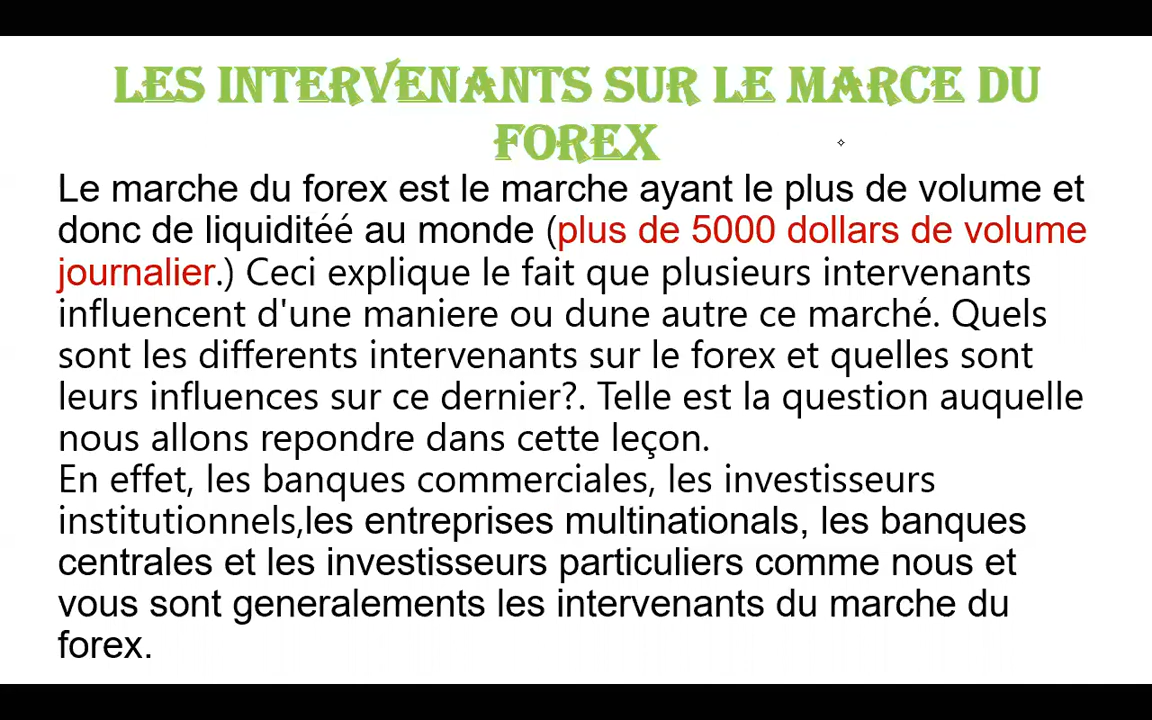 LES INTERVENANTS SUR LE MARCE DU
FOREX
Le marche du forex est le marche ayant le plus de volume et
donc de liquiditéé au monde (plus de 5000 dollars de volume
journalier.) Ceci explique le fait que plusieurs intervenants
influencent d'une maniere ou dune autre ce marché. Quels
sont les differents intervenants sur le forex et quelles sont
leurs influences sur ce dernier?. Telle est la question auquelle
nous allons repondre dans cette leçon.
En effet, les banques commerciales, les investisseurs
institutionnels,les entreprises multinationals, les banques
centrales et les investisseurs particuliers comme nous et
vous sont generalements les intervenants du marche du
forex.